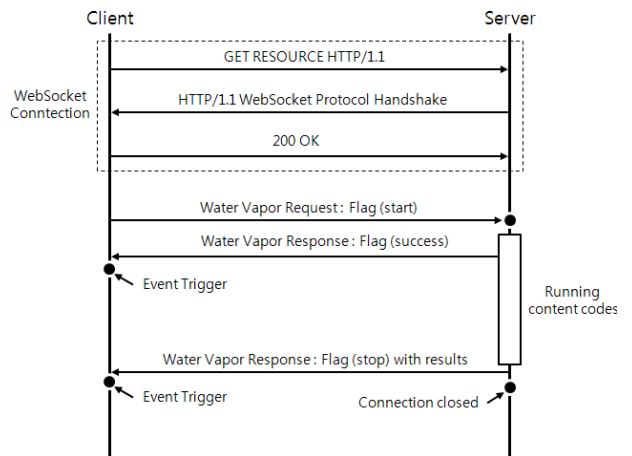 Client
Server
GET RESOURCE HTTP/1.1
WebSocket
Conntection
HTTP/1.1 WebSocket Protocol Handshake
200 OK
Water Vapor Request : Flag (start)
Water Vapor Response : Flag (success)
Event Trigger
Running
content codes
Water Vapor Response : Flag (stop) with results
Event Trigger
Connection closed